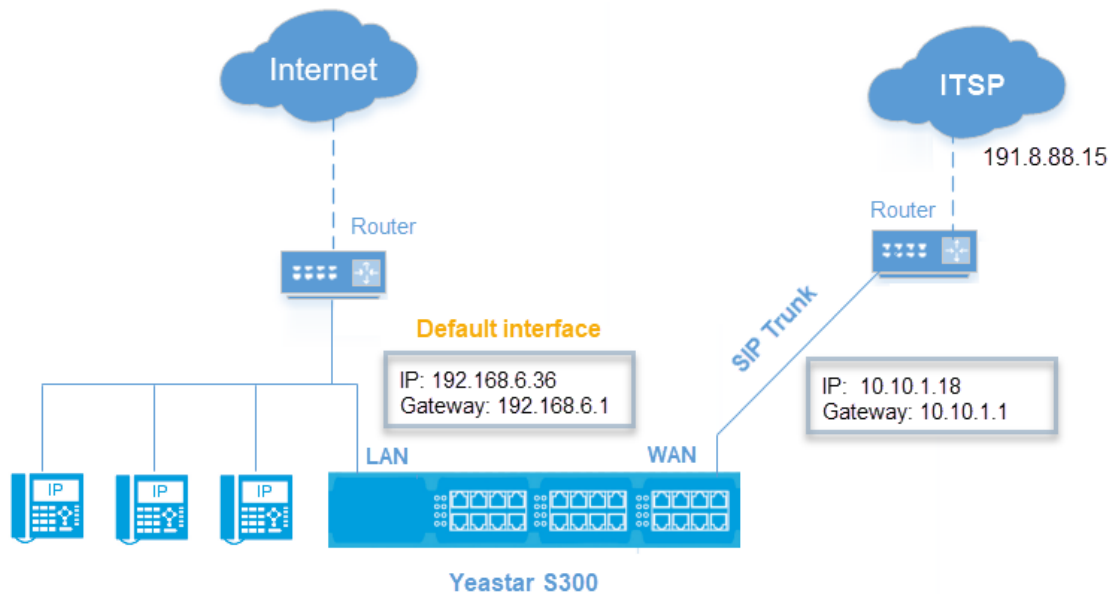 Internet
ITSP
191.8.88.15
Router
Router
Default interface
SIP Trunk
IP: 192.168.6.36
Gateway: 192.168.6.1
IP: 10.10.1.18
Gateway: 10.10.1.1
LAN
WAN
IP
IP
IP
Yeastar S300